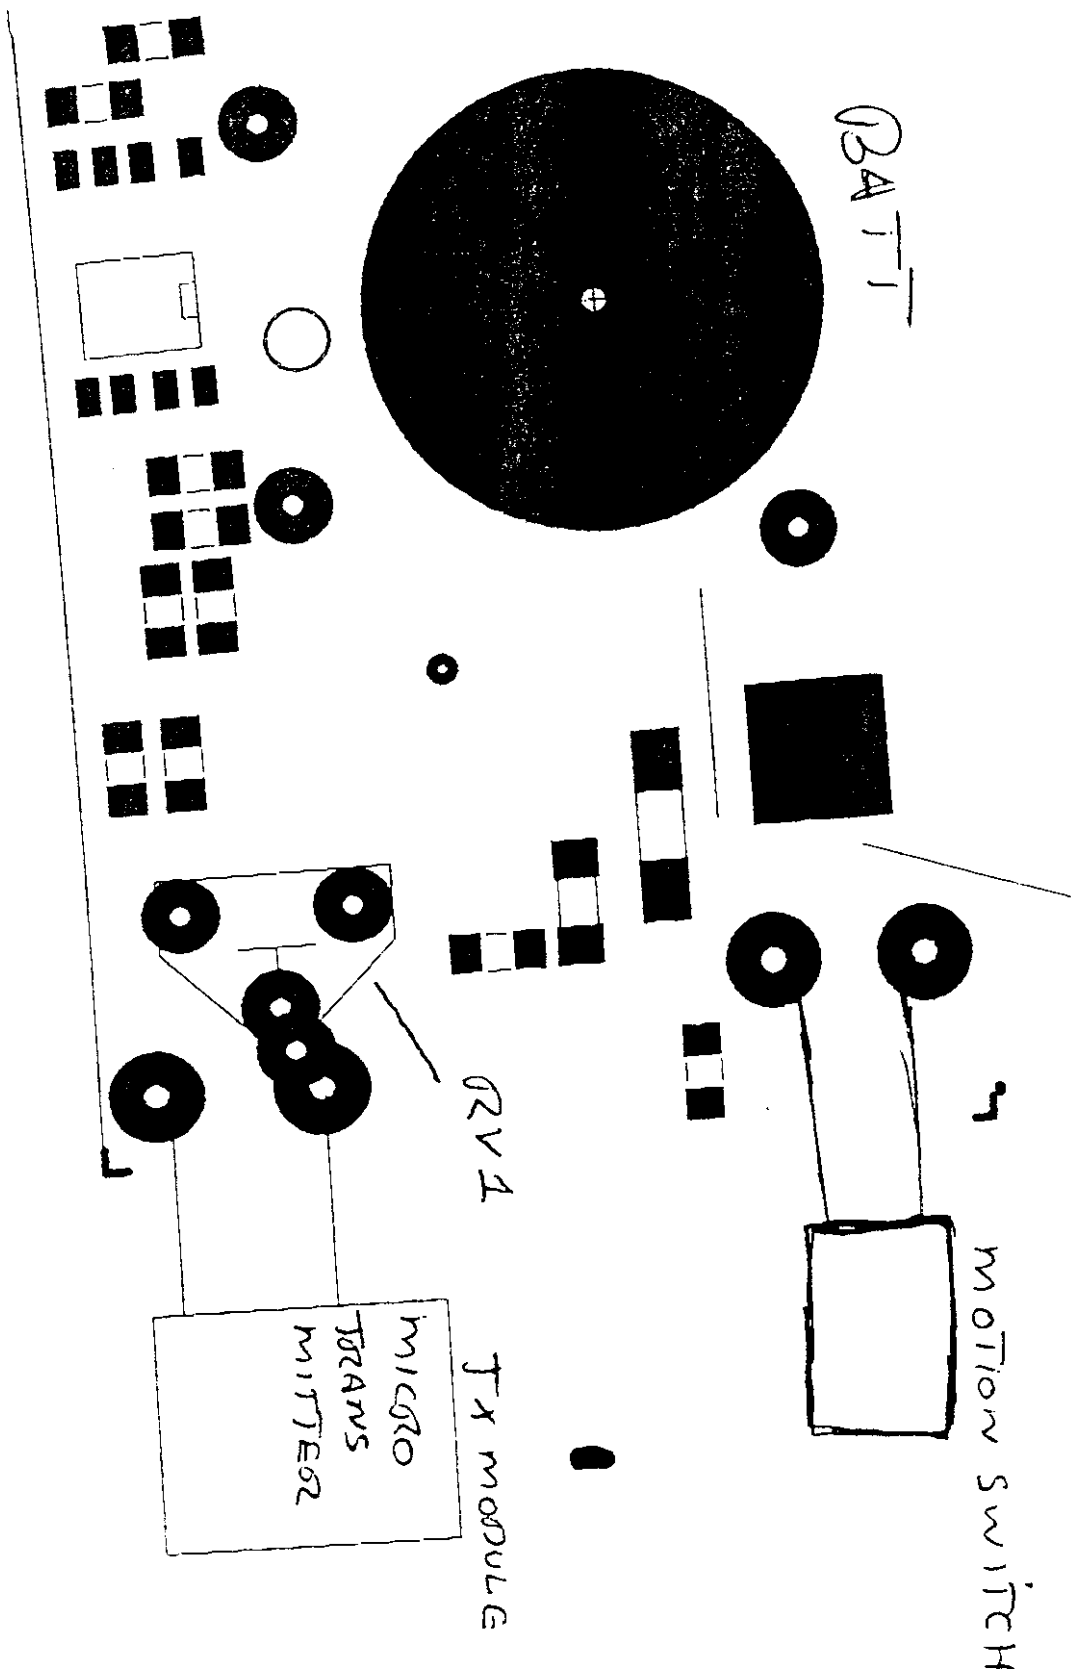 BATT
MOTION SWITCH
RV1
TX MODULE
MICRO
TRANS
MITTER